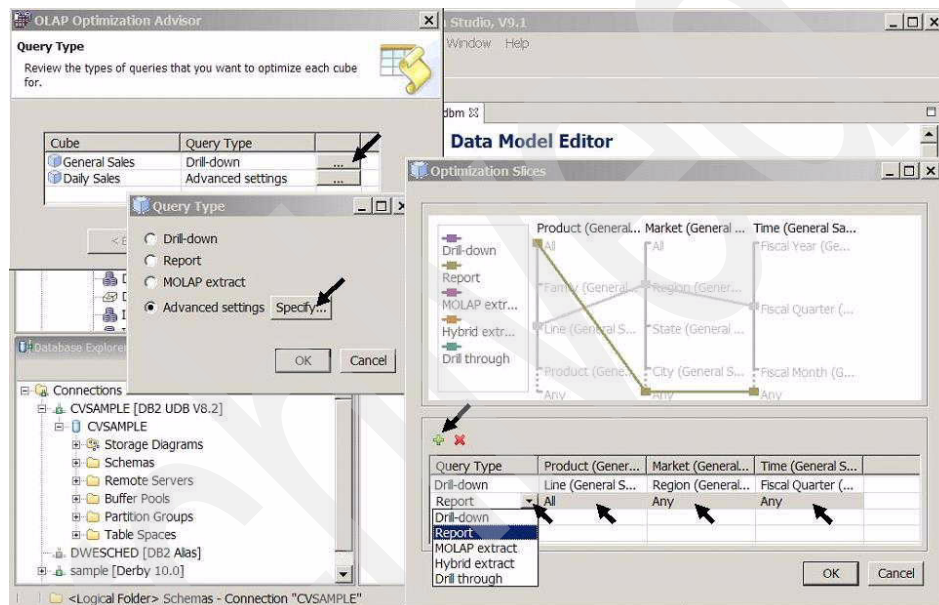 OLAP Optimization Advisor
Query Type
Review the types of queries that you want to optimize each cube
for.
Cube Query Type
General Sales Drill-down ...
Daily Sales Advanced settings ...
Studio, V9.1
Window Help
dbm
Data Model Editor
Query Type
Drill-down
Report
MOLAP extract
Advanced settings Specify...
OK Cancel
Database Explorer
Connections
CVSAMPLE [DB2 UDB V8.2]
CVSAMPLE
Storage Diagrams
Schemas
Remote Servers
Buffer Pools
Partition Groups
Table Spaces
DWESCHED [DB2 Alias]
sample [Derby 10.0]
<Logical Folder> Schemas - Connection "CVSAMPLE"
Optimization Slices
Drill-down
Report
MOLAP extr...
Hybrid extr...
Drill through
Product (General... Market (General ... Time (General Sa...
All All Fiscal Year (Ge...
Family (General... Region (Gener...
Line (General S... State (General ... Fiscal Quarter (...
Product (Gene... City (General S... Fiscal Month (G...
Any Any Any
Query Type Product (Gener... Market (General... Time (General S...
Drill-down Line (General S... Region (General... Fiscal Quarter (...
Report All Any Any
Drill-down
Report
MOLAP extract
Hybrid extract
Drill through
OK Cancel